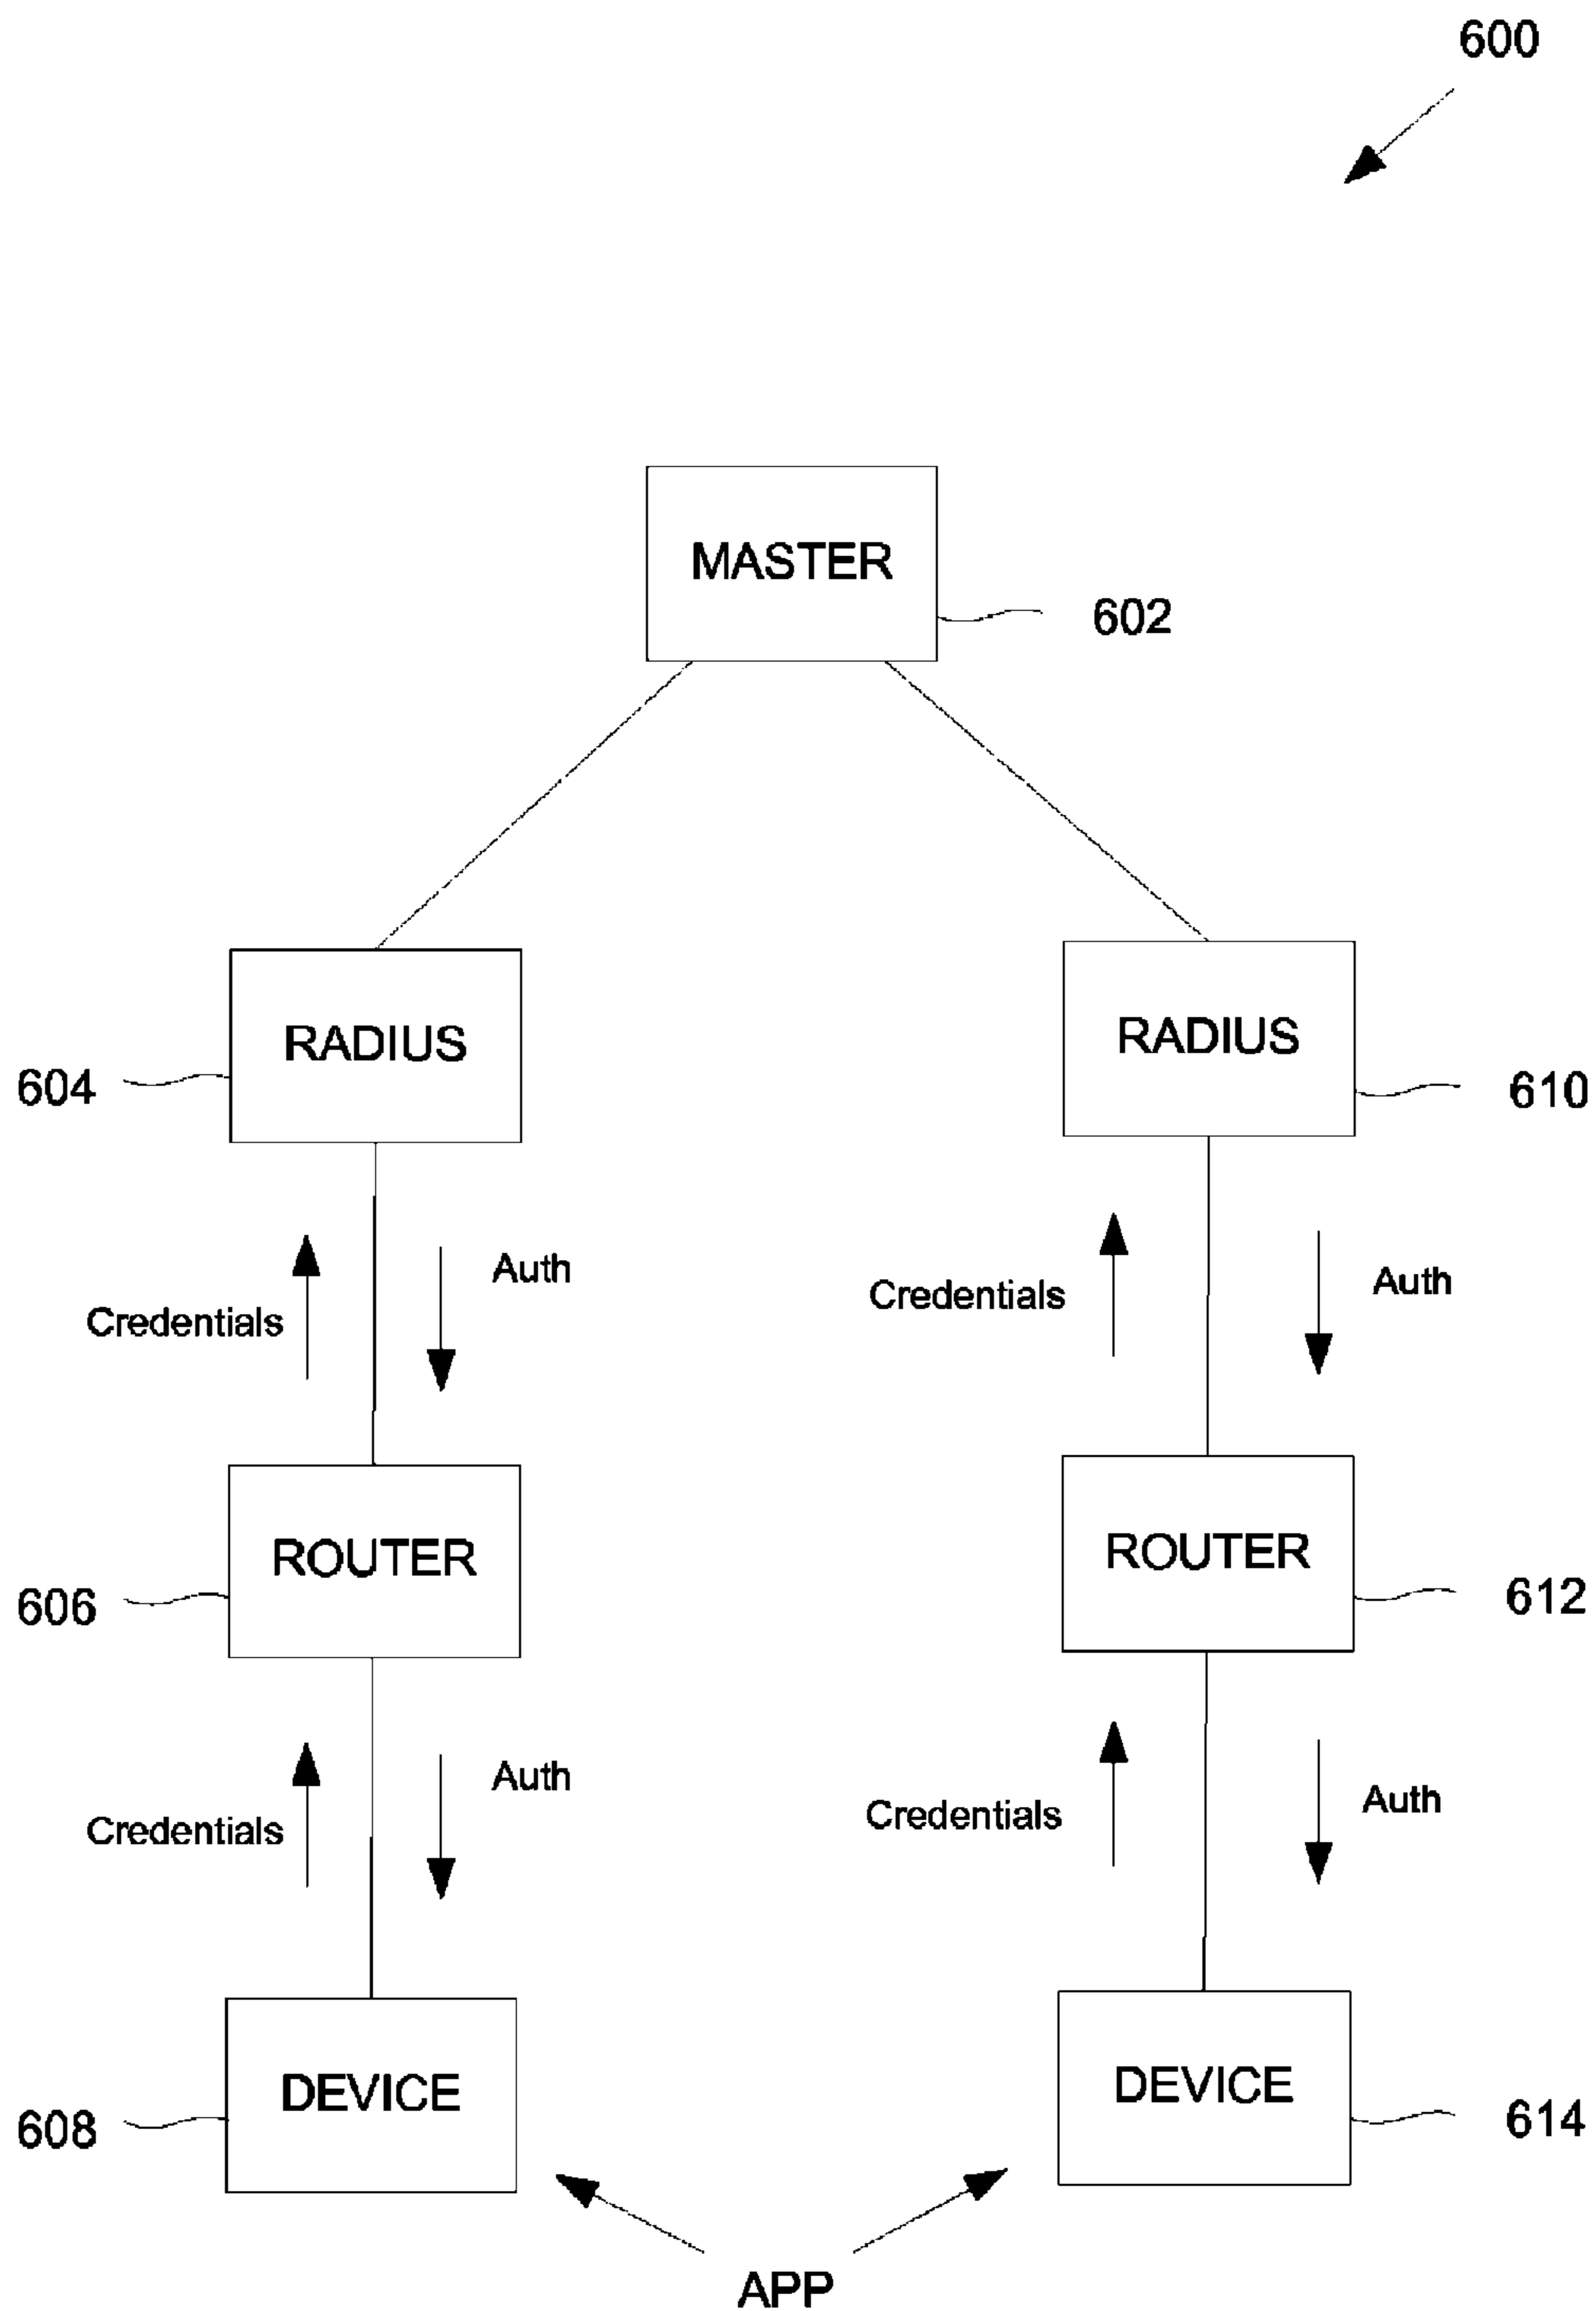 600
MASTER
602
RADIUS
RADIUS
604
610
Auth
Auth
Credentials
Credentials
ROUTER
ROUTER
606
612
Auth
Auth
Credentials
Credentials
DEVICE
DEVICE
608
614
APP